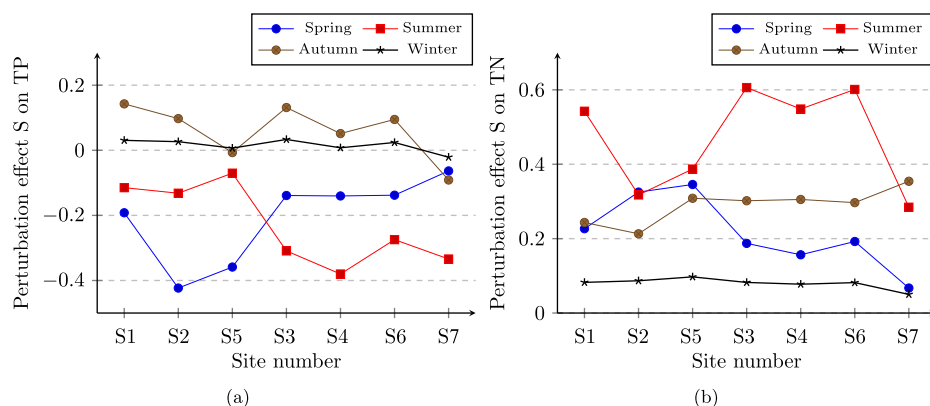 Spring Summer
Autumn Winter
Perturbation effect S on TP
0.2
0
−0.2
−0.4
S1 S2 S5 S3 S4 S6 S7
Site number
(a)
Spring Summer
Autumn Winter
Perturbation effect S on TN
0.6
0.4
0.2
0
S1 S2 S5 S3 S4 S6 S7
Site number
(b)